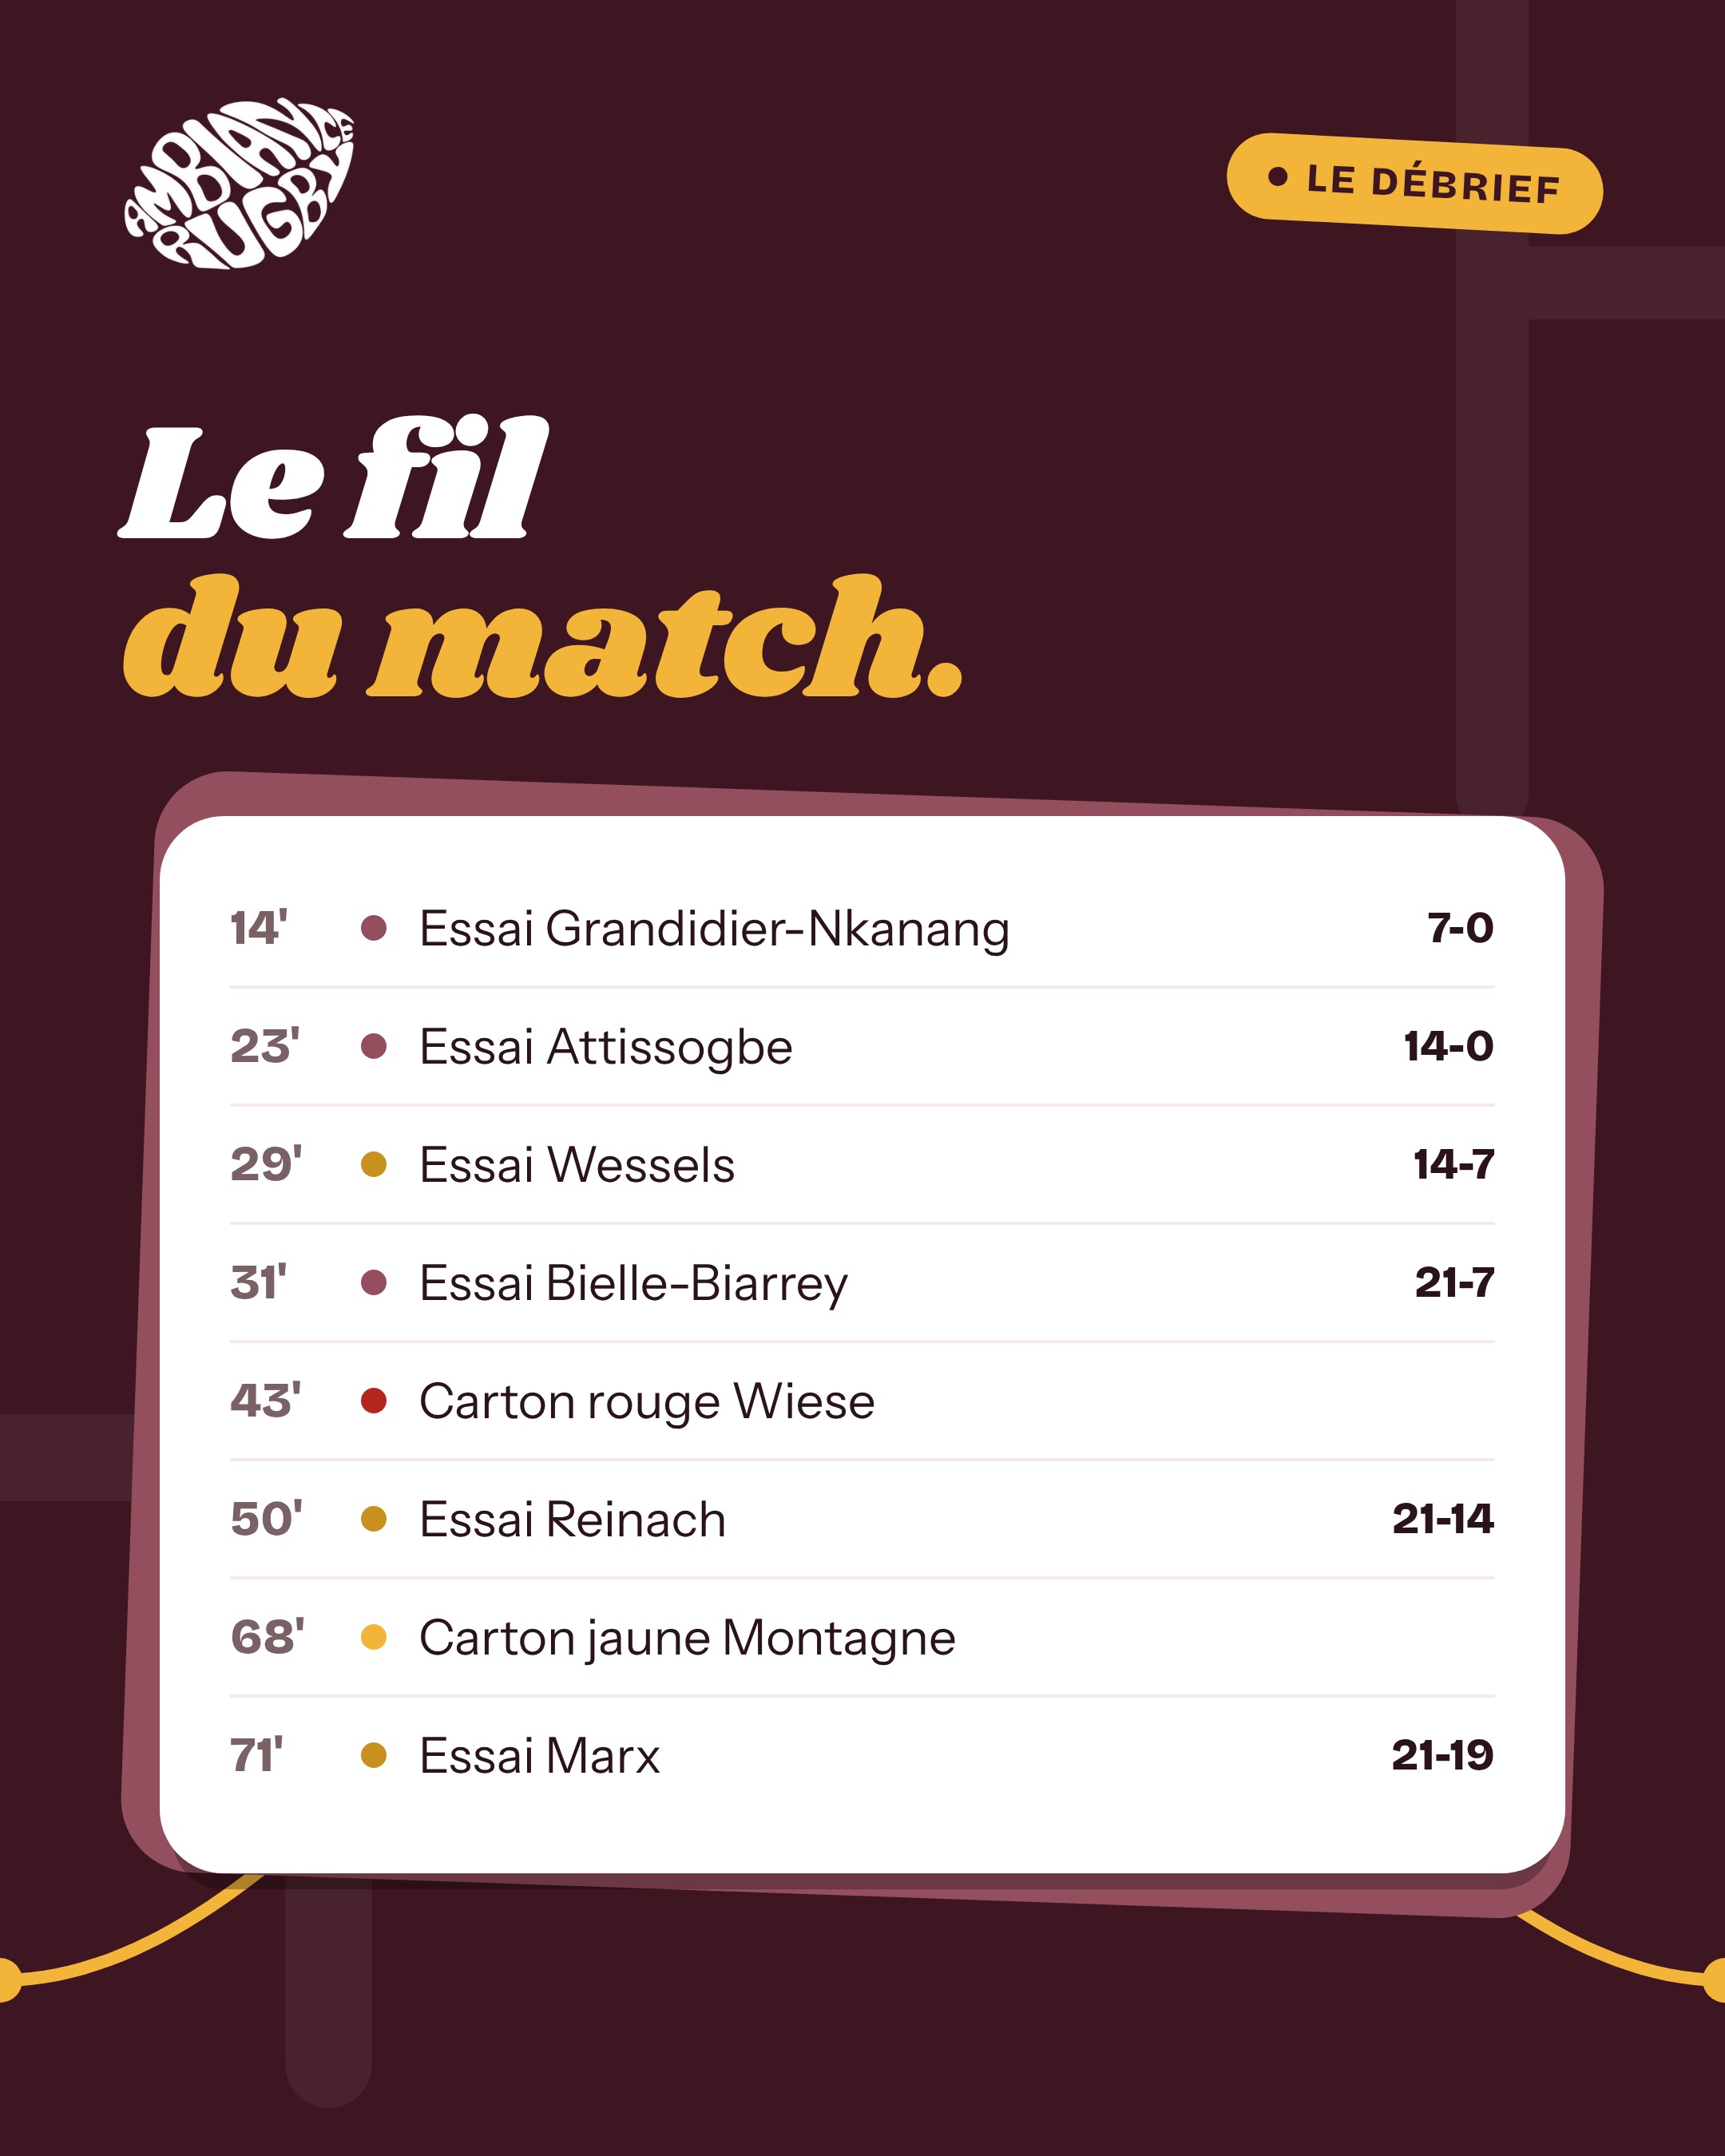 AMBIANCE
RUGBY
• LE DÉBRIEF
Le fil
du match.
14' Essai Grandidier-Nkanang 7-0
23' Essai Attissogbe 14-0
29' Essai Wessels 14-7
31' Essai Bielle-Biarrey 21-7
43' Carton rouge Wiese
50' Essai Reinach 21-14
68' Carton jaune Montagne
71' Essai Marx 21-19